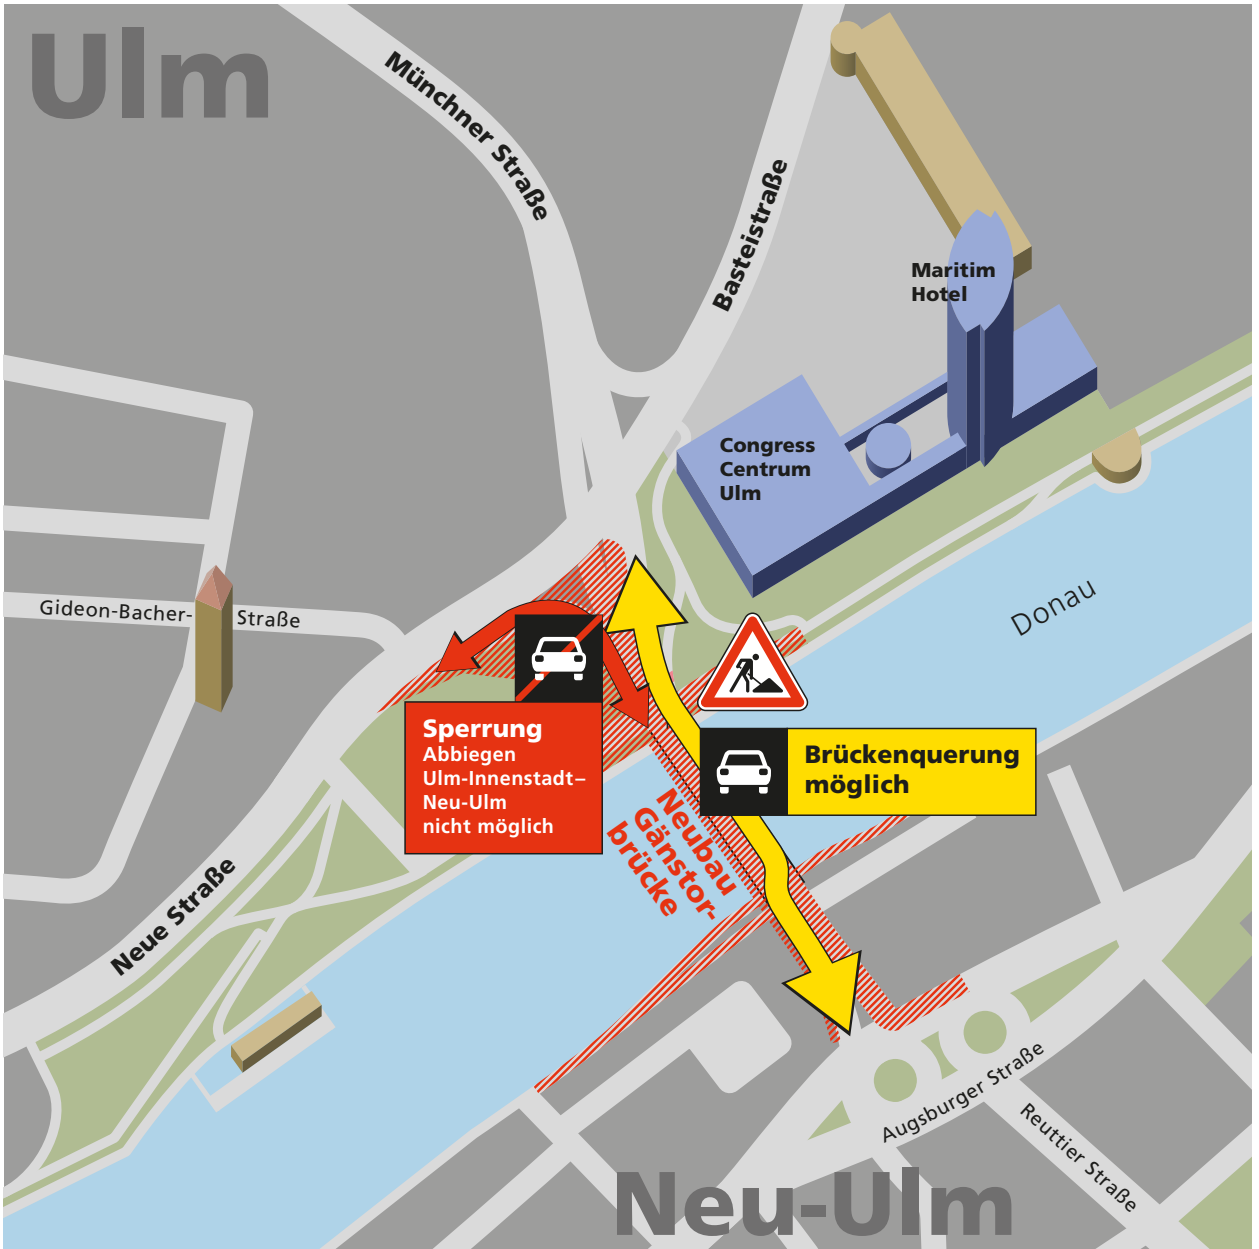 Ulm
Münchner Straße
Basteistraße
Maritim
Hotel
Congress
Centrum
Ulm
Donau
Gideon-Bacher- Straße
Sperrung
Abbiegen
Ulm-Innenstadt–
Neu-Ulm
nicht möglich
Brückenquerung
möglich
Neubau
Gänstor-
brücke
Neue Straße
Augsburger Straße
Reuttier Straße
Neu-Ulm